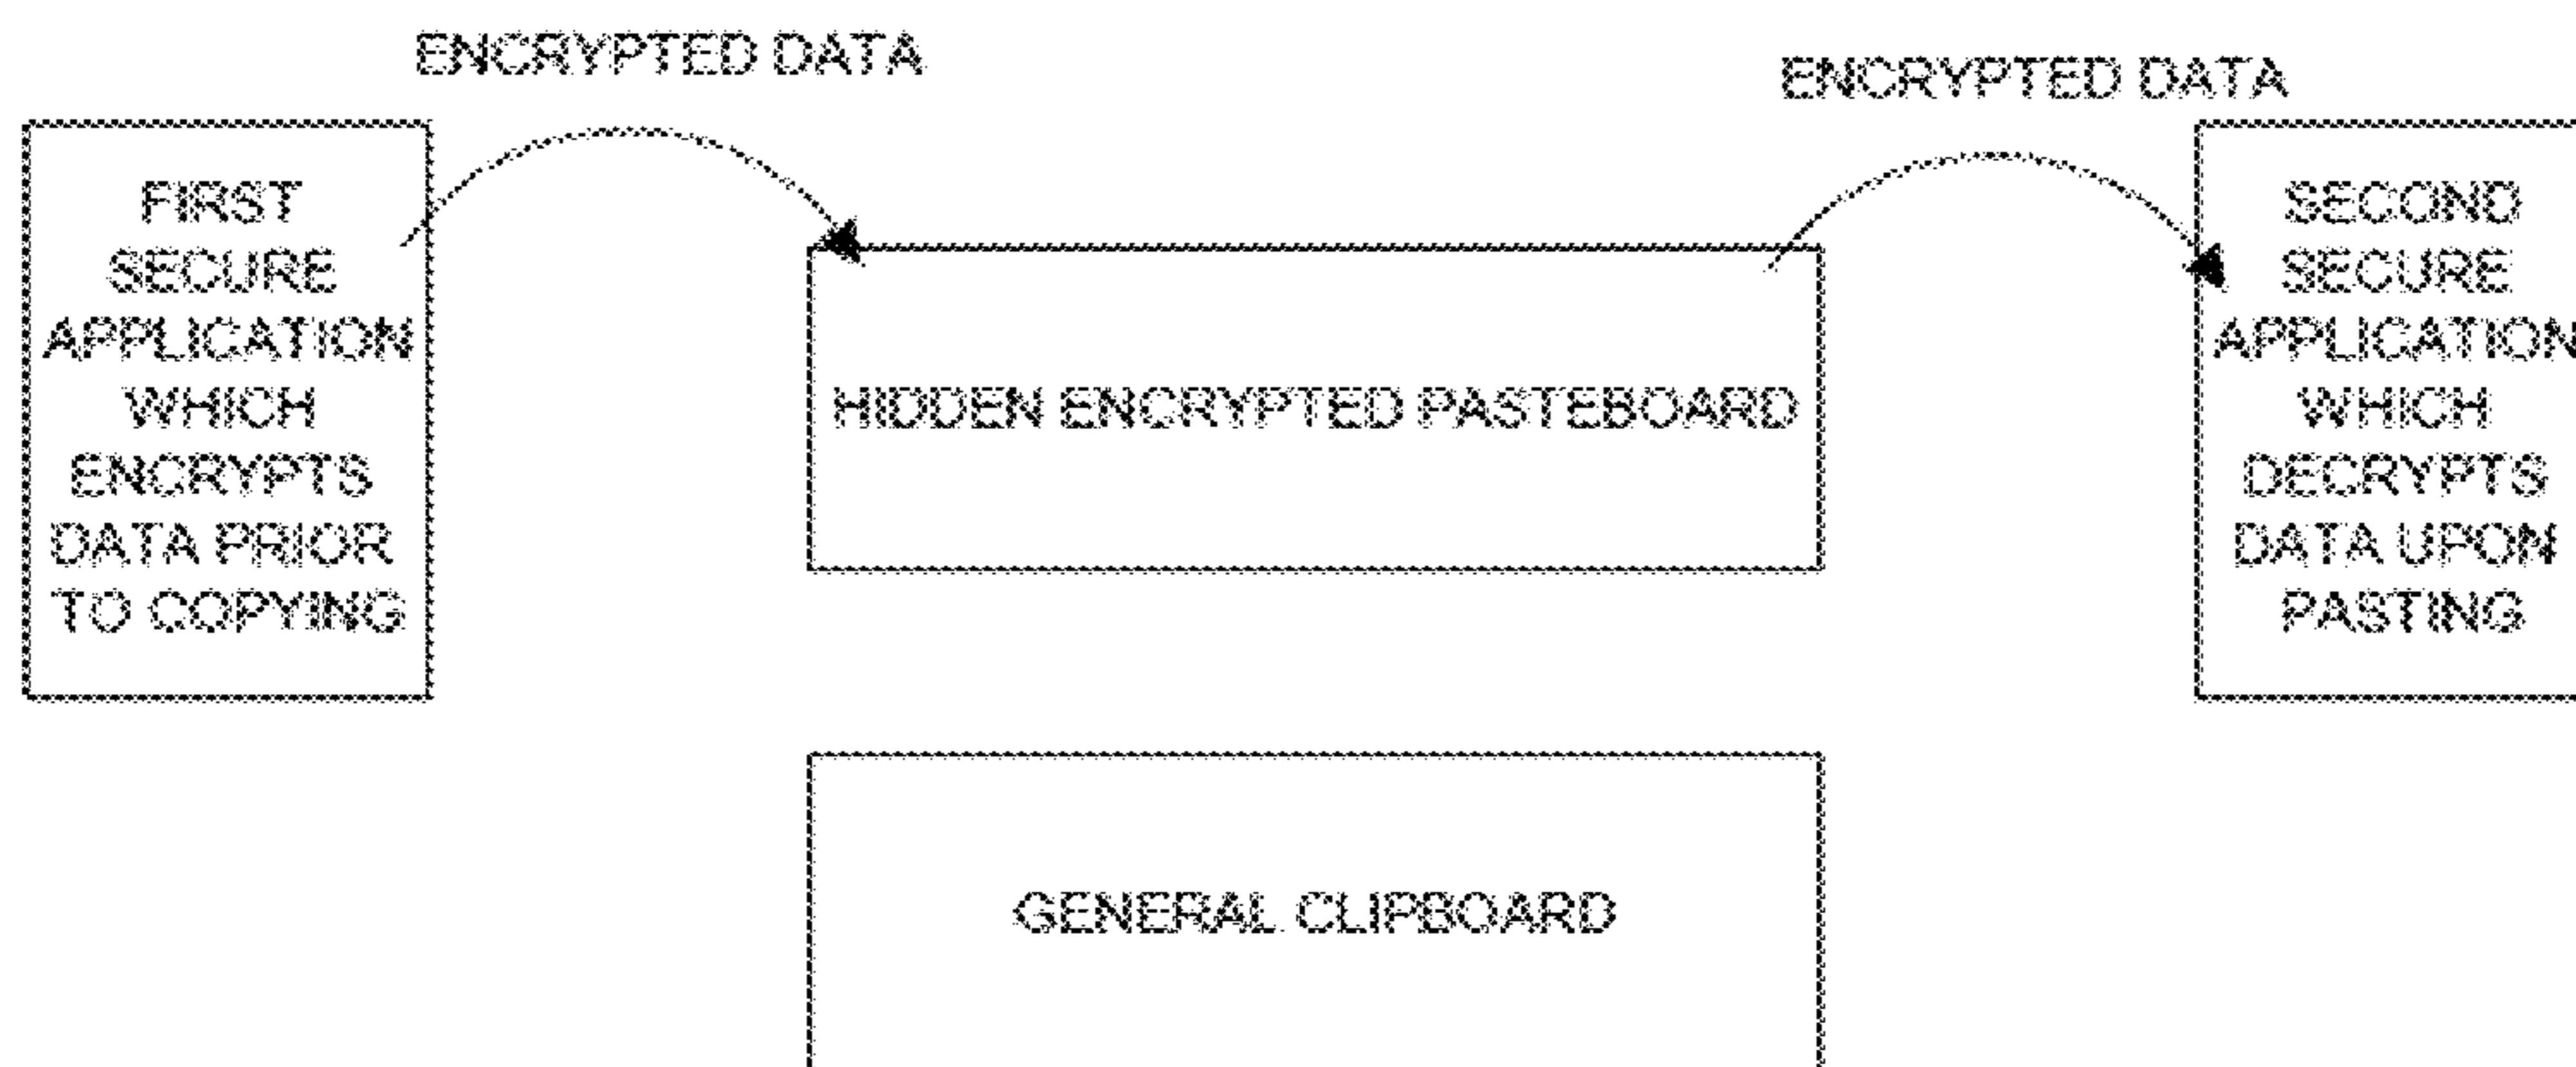 ENCRYPTED DATA
ENCRYPTED DATA
FIRST
SECURE
APPLICATION
WHICH
ENCRYPTS
DATA PRIOR
TO COPYING
HIDDEN ENCRYPTED PASTEBOARD
SECOND
SECURE
APPLICATION
WHICH
DECRYPTS
DATA UPON
PASTING
GENERAL CLIPBOARD